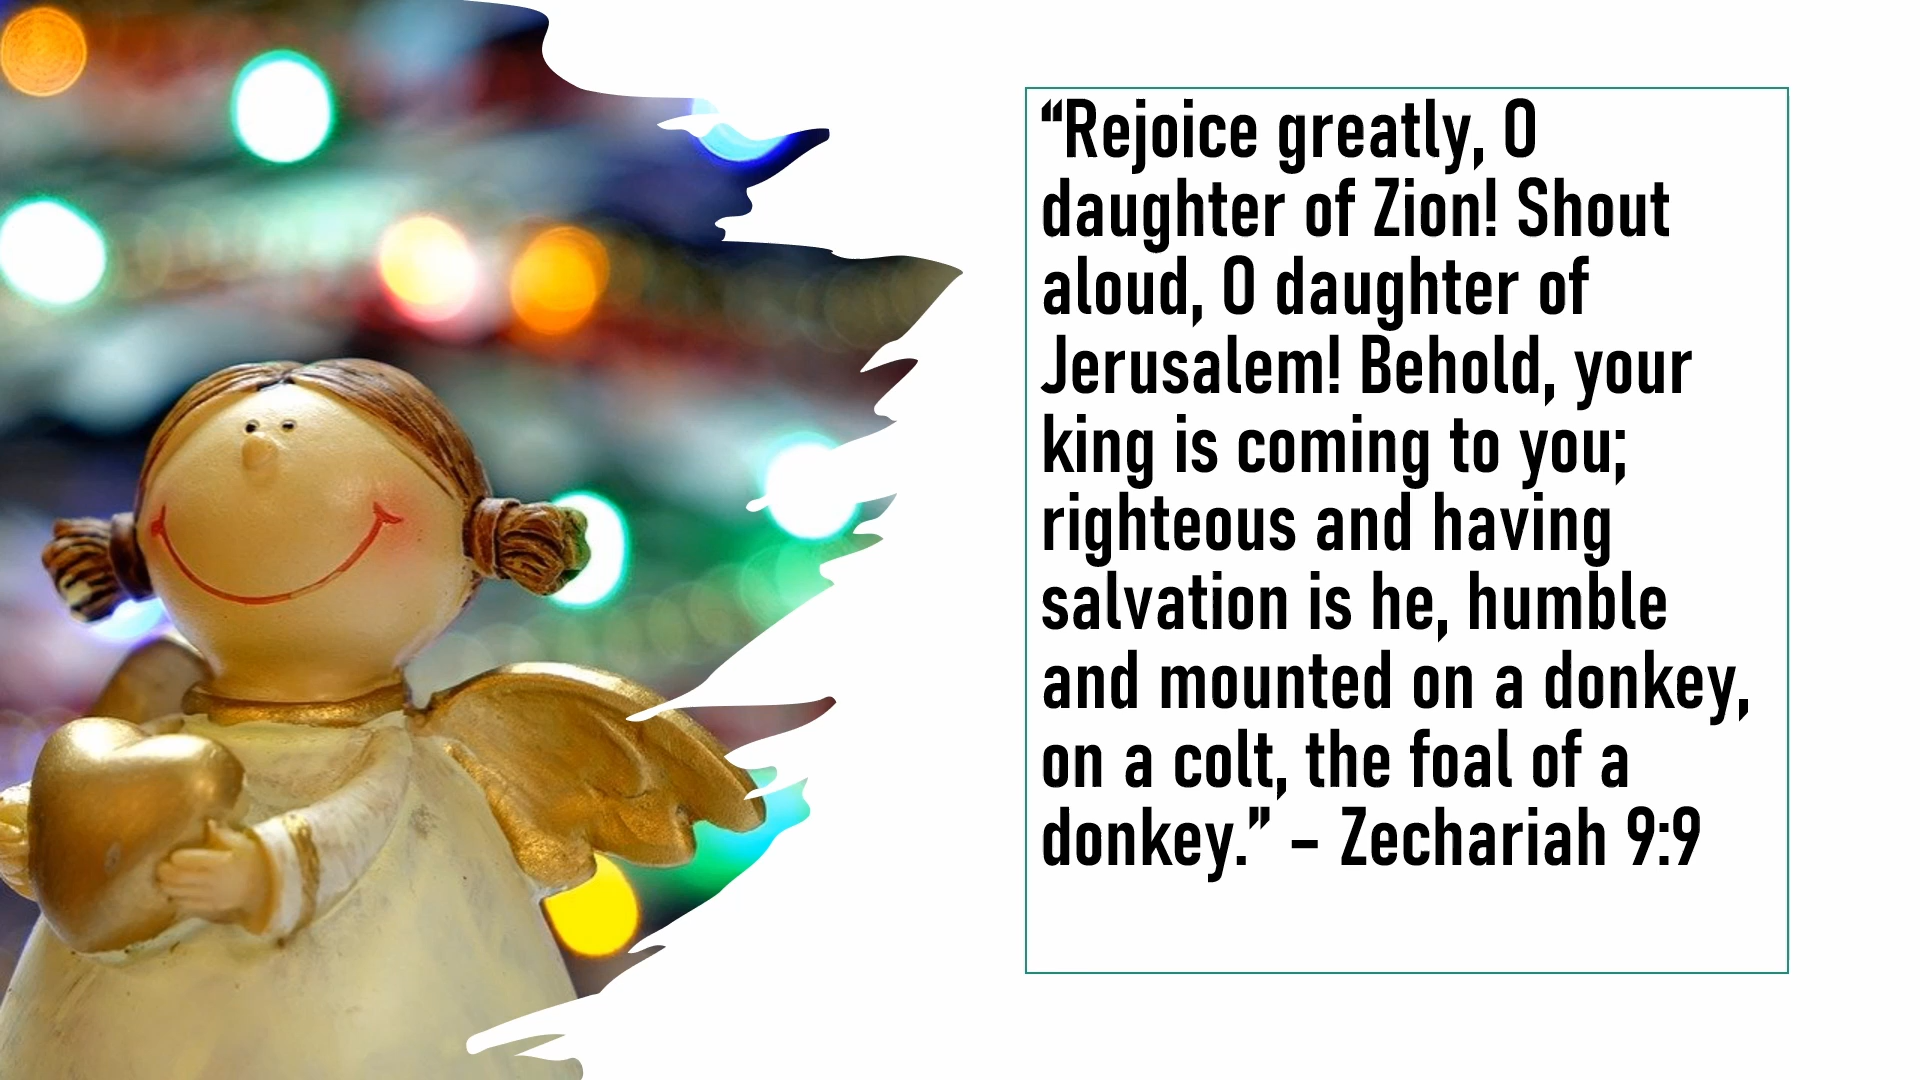 “Rejoice greatly, O
daughter of Zion! Shout
aloud, O daughter of
Jerusalem! Behold, your
king is coming to you;
righteous and having
salvation is he, humble
and mounted on a donkey,
on a colt, the foal of a
donkey.” – Zechariah 9:9